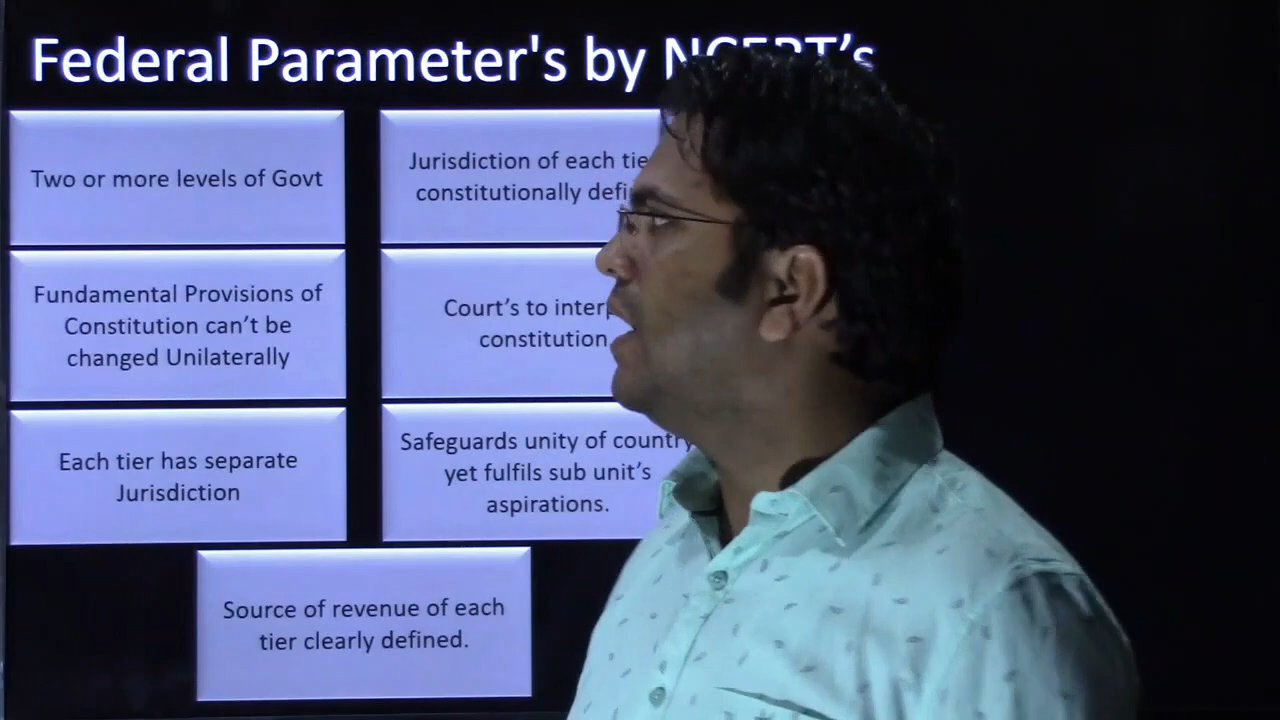 Federal Parameter's by NCERT's
Two or more levels of Govt
Jurisdiction of each
constitutionally
Fundamental Provisions of
Constitution can't be
changed Unilaterally
Court's to
constitution.
Each tier has separate
Jurisdiction
Safeguards unity of country
yet fulfils sub unit's
aspirations.
Source of revenue of each
tier clearly defined.